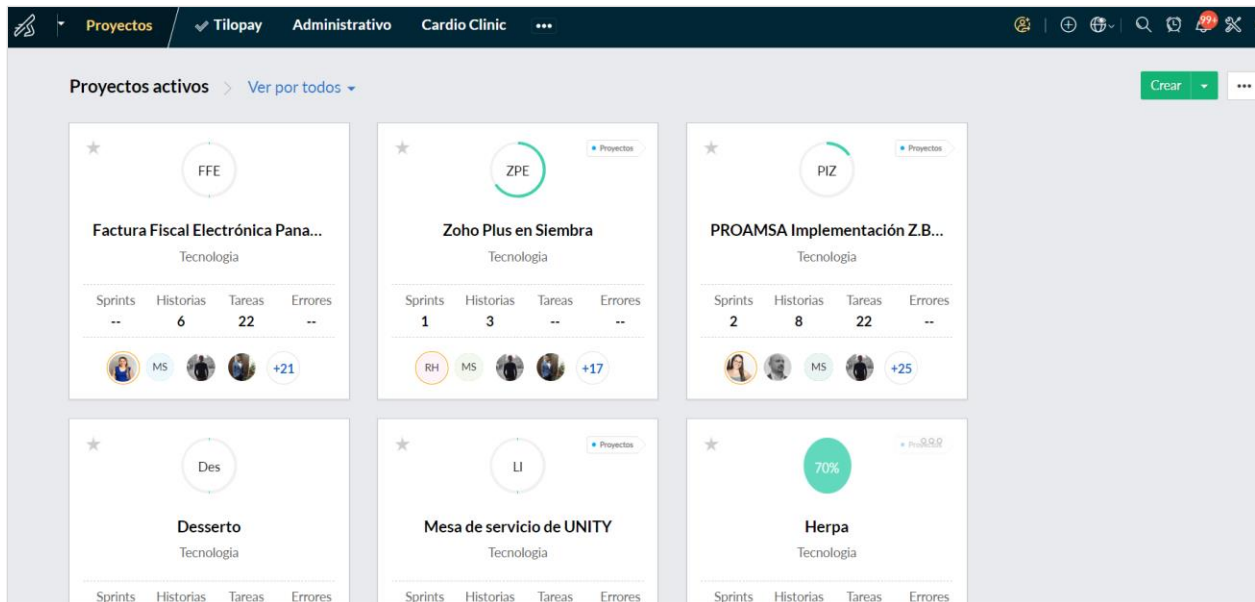 Proyectos Tilopay Administrativo Cardio Clinic
99+
Proyectos activos Ver por todos
Crear
FFE
Factura Fiscal Electrónica Pana...
Tecnologia
Sprints Historias Tareas Errores
-- 6 22 --
MS +21
Proyectos
ZPE
Zoho Plus en Siembra
Tecnologia
Sprints Historias Tareas Errores
1 3 -- --
RH MS +17
Proyectos
PIZ
PROAMSA Implementación Z.B...
Tecnologia
Sprints Historias Tareas Errores
2 8 22 --
MS +25
Des
Desserto
Tecnologia
Sprints Historias Tareas Errores
Proyectos
LI
Mesa de servicio de UNITY
Tecnologia
Sprints Historias Tareas Errores
70%
Herpa
Tecnologia
Sprints Historias Tareas Errores